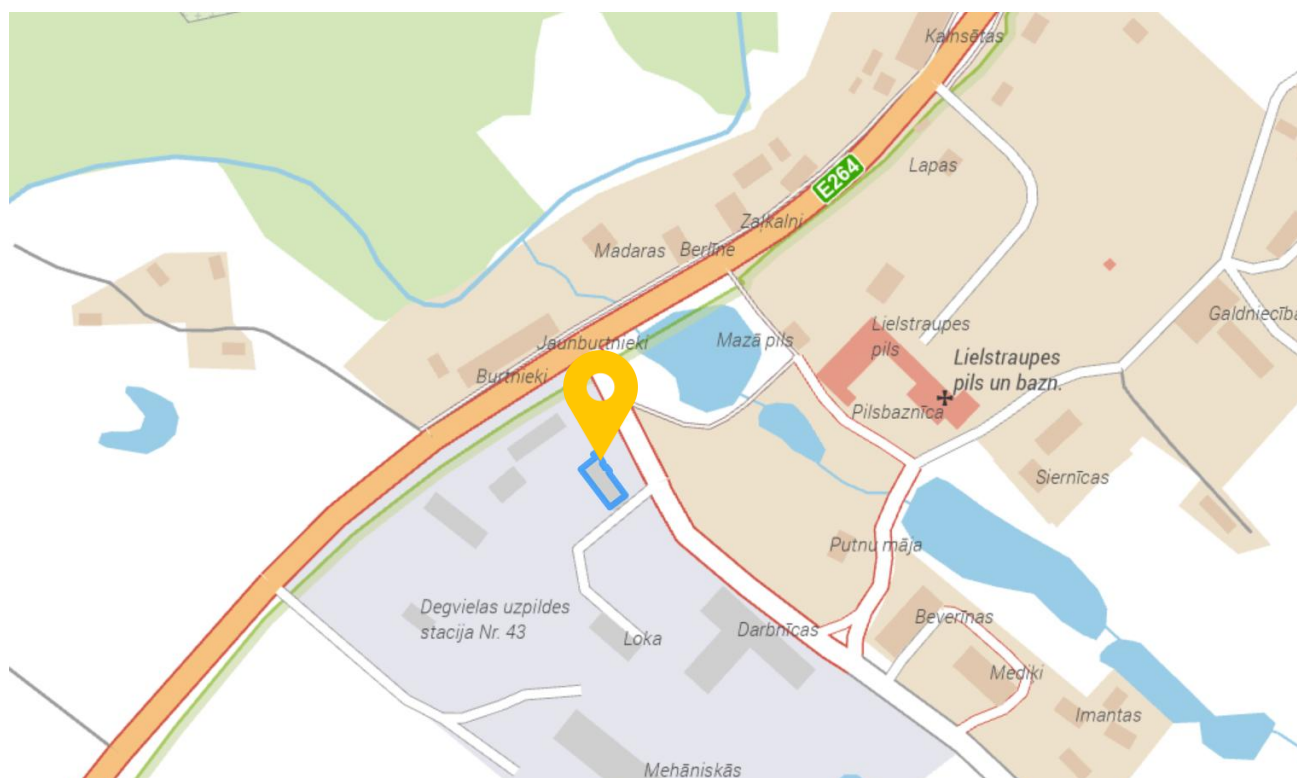 Kalnsētas
Lapas
E264
Zaļkalni
Madaras
Berlīne
Galdniecība
Lielstraupes
pils
Mazā pils
Jaunburtnieki
Lielstraupes
pils un bazn.
Burtnieki
Pilsbaznīca
Siernīcas
Putnu māja
Degvielas uzpildes
stacija Nr. 43
Loka
Darbnīcas
Beverīnas
Mediķi
Imantas
Mehāniskās